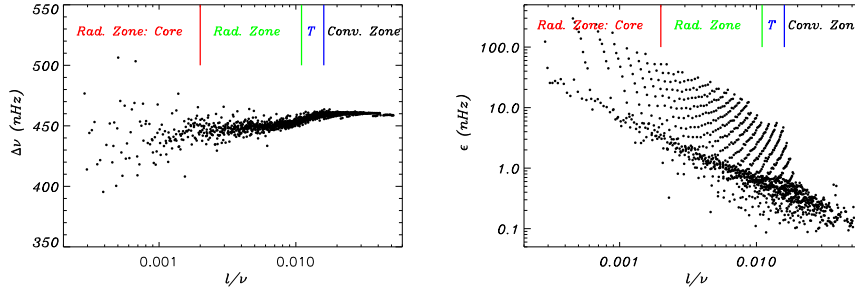 Rad. Zone: Core
Rad. Zone
T
Conv. Zone
550
500
450
400
350
Δν (nHz)
0.001
0.010
l/ν
Rad. Zone: Core
Rad. Zone
T
Conv. Zon
100.0
10.0
1.0
0.1
ε (nHz)
0.001
0.010
l/ν